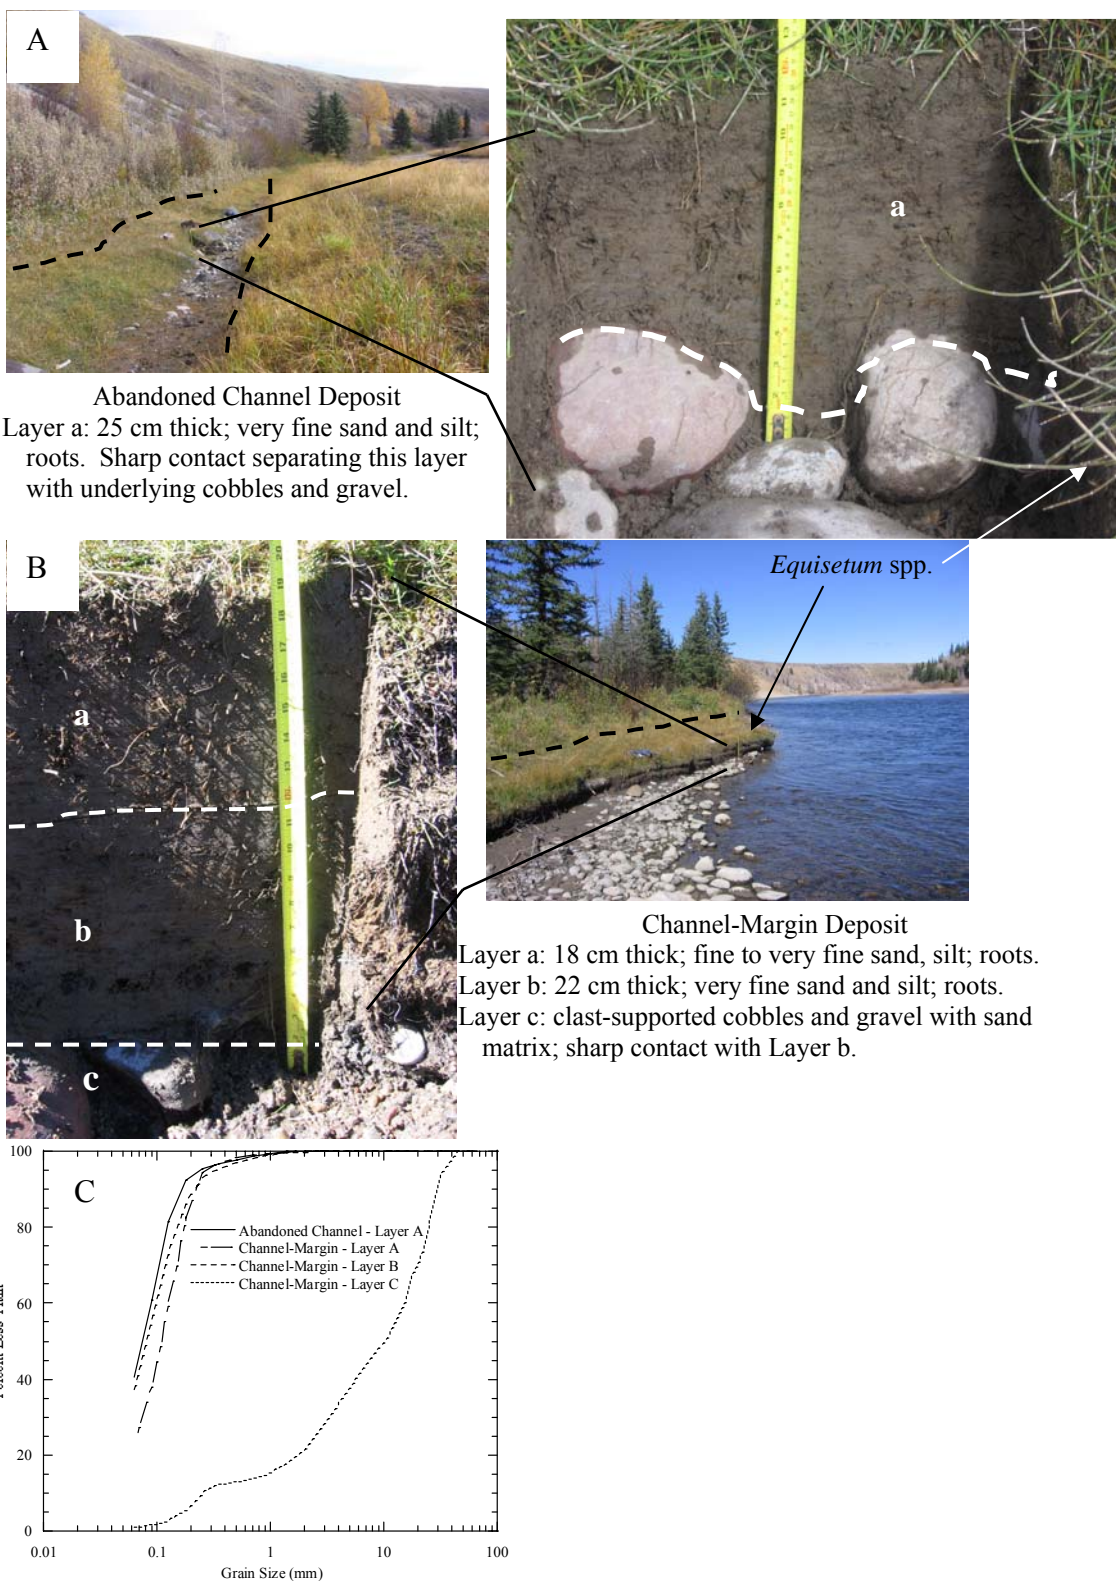 A
a
Abandoned Channel Deposit
Layer a: 25 cm thick; very fine sand and silt;
roots. Sharp contact separating this layer
with underlying cobbles and gravel.
B
Equisetum spp.
a
b
c
Channel-Margin Deposit
Layer a: 18 cm thick; fine to very fine sand, silt; roots.
Layer b: 22 cm thick; very fine sand and silt; roots.
Layer c: clast-supported cobbles and gravel with sand
matrix; sharp contact with Layer b.
C
100
80
60
40
20
0
Abandoned Channel - Layer A
Channel-Margin - Layer A
Channel-Margin - Layer B
Channel-Margin - Layer C
0.01 0.1 1 10 100
Grain Size (mm)